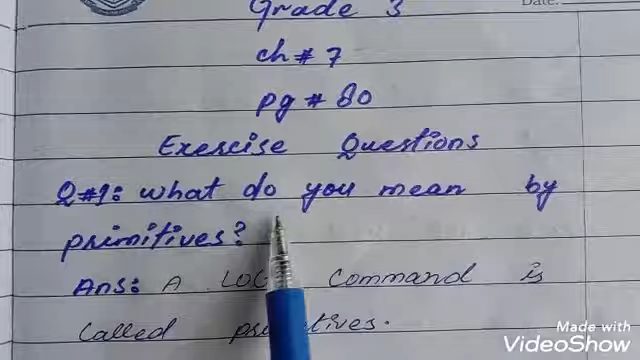 Date:
Grade 3
ch # 7
pg # 80
Exercise Questions
Q#1: what do you mean by
primitives?
Ans: A Command is
Called
Made with
VideoShow